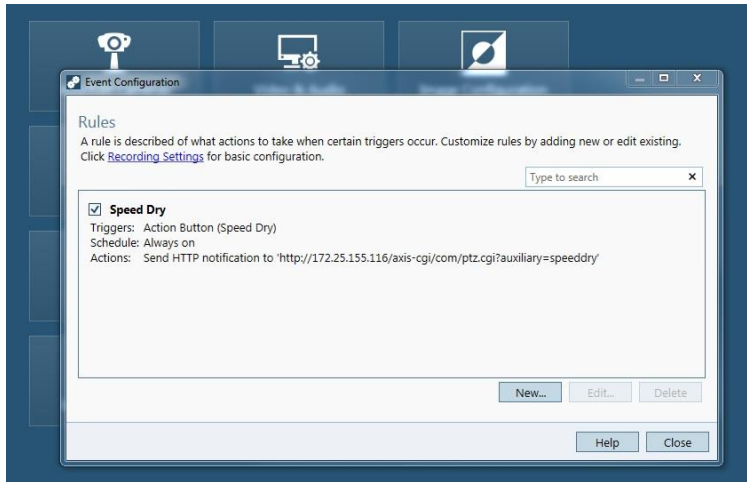 Event Configuration
Rules
A rule is described of what actions to take when certain triggers occur. Customize rules by adding new or edit existing.
Click Recording Settings for basic configuration.
Type to search
Speed Dry
Triggers: Action Button (Speed Dry)
Schedule: Always on
Actions: Send HTTP notification to 'http://172.25.155.116/axis-cgi/com/ptz.cgi?auxiliary=speeddry'
New... Edit... Delete
Help Close